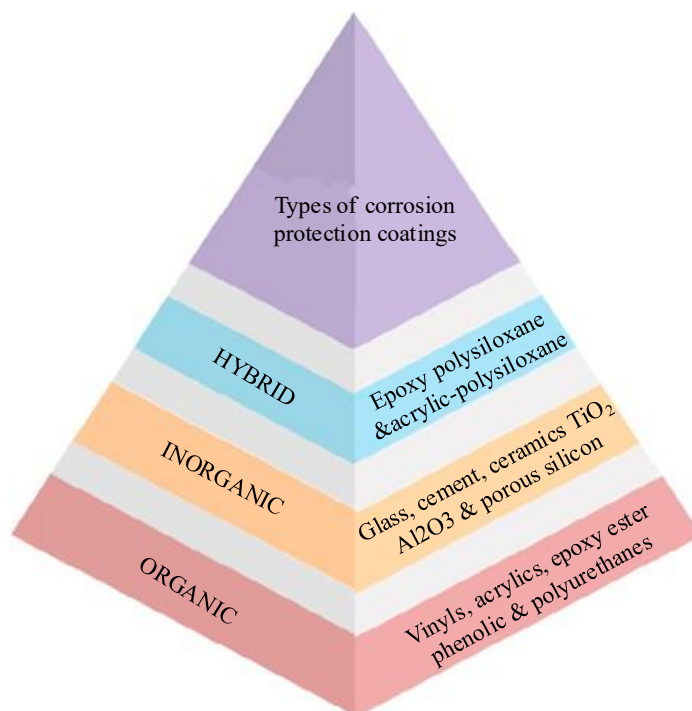 Types of corrosion
protection coatings
HYBRID
Epoxy polysiloxane
&acrylic-polysiloxane
INORGANIC
Glass, cement, ceramics TiO₂
Al2O3 & porous silicon
ORGANIC
Vinyls, acrylics, epoxy ester
phenolic & polyurethanes